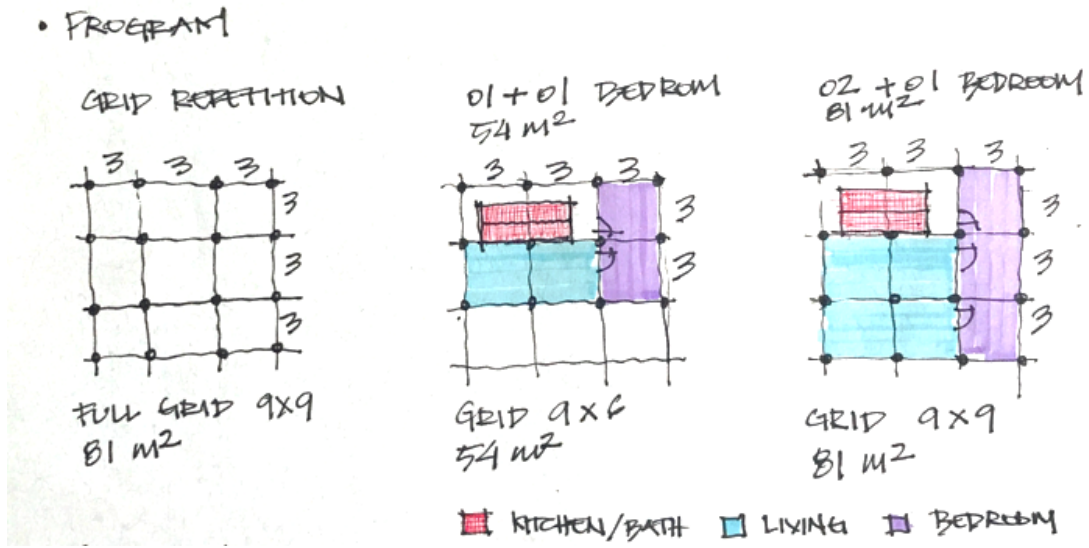 • PROGRAM
GRID REPETITION
3 3 3
3
3
3
FULL GRID 9x9
81 m²
01 + 01 BEDROM
54 m²
3 3 3
3
3
GRID 9x6
54 m²
02 + 01 BEDROOM
81 m²
3 3 3
3
3
3
GRID 9x9
81 m²
KITCHEN/BATH LIVING BEDROOM